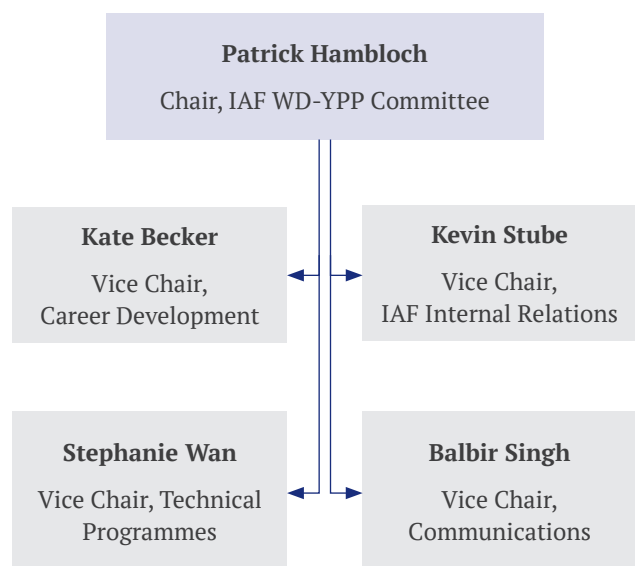 Patrick Hambloch
Chair, IAF WD-YPP Committee
Kate Becker
Vice Chair,
Career Development
Kevin Stube
Vice Chair,
IAF Internal Relations
Stephanie Wan
Vice Chair, Technical
Programmes
Balbir Singh
Vice Chair,
Communications